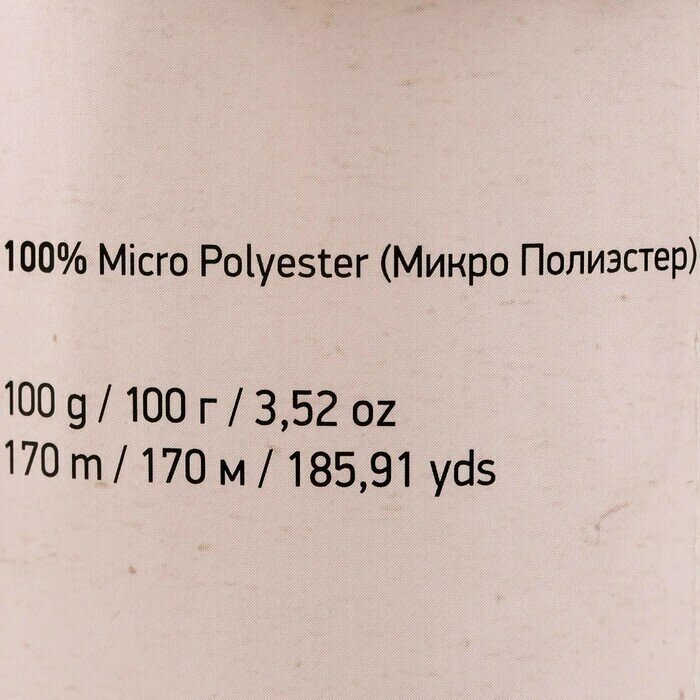 100% Micro Polyester (Микро Полиэстер)
100 g / 100 г / 3,52 oz
170 m / 170 м / 185,91 yds